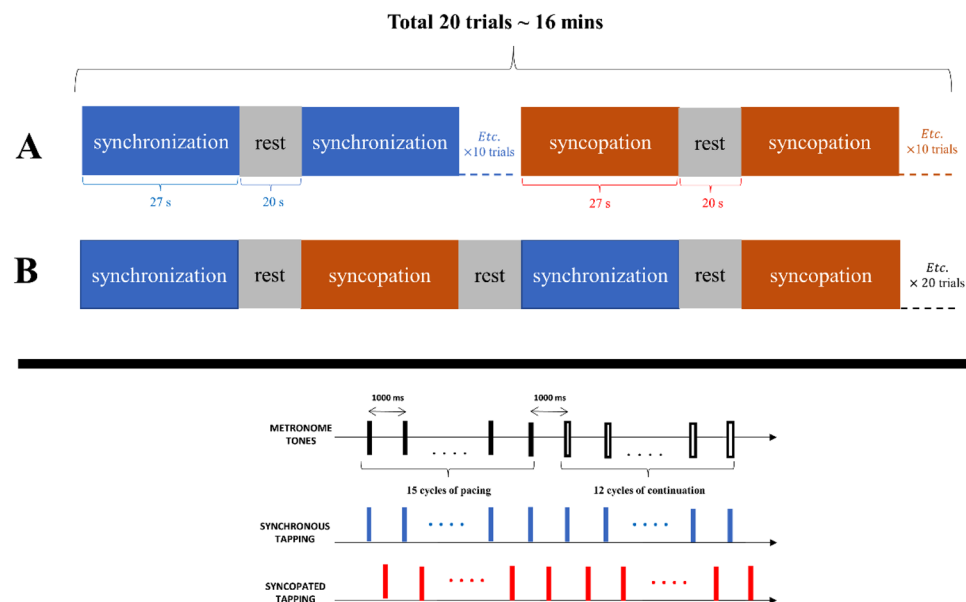 Total 20 trials ~ 16 mins
A
synchronization
rest
synchronization
Etc.
×10 trials
syncopation
rest
syncopation
Etc.
×10 trials
27 s
20 s
27 s
20 s
B
synchronization
rest
syncopation
rest
synchronization
rest
syncopation
Etc.
× 20 trials
1000 ms
1000 ms
METRONOME
TONES
15 cycles of pacing
12 cycles of continuation
SYNCHRONOUS
TAPPING
SYNCOPATED
TAPPING